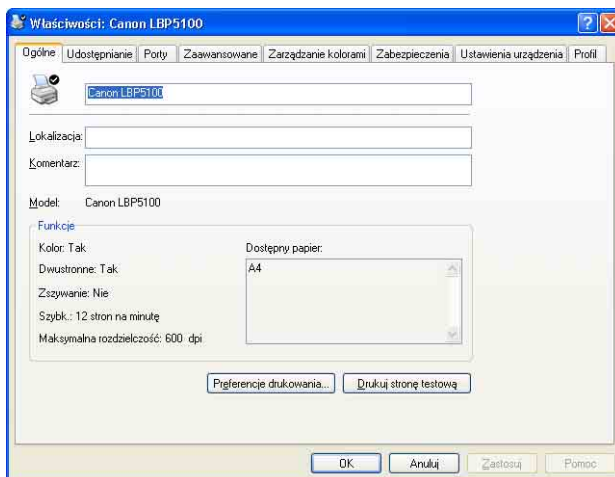 Właściwości: Canon LBP5100
Ogólne Udostępnianie Porty Zaawansowane Zarządzanie kolorami Zabezpieczenia Ustawienia urządzenia Profil
Canon LBP5100
Lokalizacja:
Komentarz:
Model: Canon LBP5100
Funkcje
Kolor: Tak Dostępny papier:
Dwustronne: Tak A4
Zszywanie: Nie
Szybk.: 12 stron na minutę
Maksymalna rozdzielczość: 600 dpi
Preferencje drukowania... Drukuj stronę testową
OK Anuluj Zastosuj Pomoc